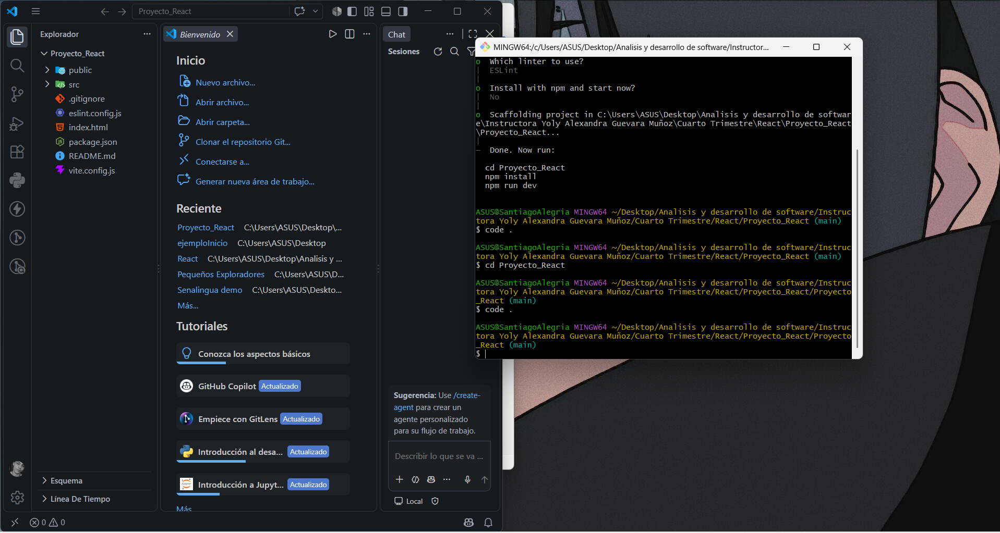 Proyecto_React
Explorador
Proyecto_React
public
src
.gitignore
eslint.config.js
index.html
package.json
README.md
vite.config.js
Esquema
Línea De Tiempo
0
0
Bienvenido
Inicio
Nuevo archivo...
Abrir archivo...
Abrir carpeta...
Clonar el repositorio Git...
Conectarse a...
Generar nueva área de trabajo...
Reciente
Proyecto_React C:\Users\ASUS\Desktop\...
ejemploInicio C:\Users\ASUS\Desktop
React C:\Users\ASUS\Desktop\Analisis y ...
Pequeños Exploradores C:\Users\ASUS\D...
Senalingua demo C:\Users\ASUS\Deskto...
Más...
Tutoriales
Conozca los aspectos básicos
GitHub Copilot Actualizado
Empiece con GitLens Actualizado
Introducción al desa... Actualizado
Introducción a Jupyt... Actualizado
Más
Chat
Sesiones
Sugerencia: Use /create-
agent para crear un
agente personalizado
para su flujo de trabajo.
Describir lo que se va ...
Local
MINGW64:/c/Users/ASUS/Desktop/Analisis y desarrollo de software/Instructor...
o Which linter to use?
| ESLint
|
o Install with npm and start now?
| No
|
o Scaffolding project in C:\Users\ASUS\Desktop\Analisis y desarrollo de softwar
e\Instructora Yoly Alexandra Guevara Muñoz\Cuarto Trimestre\React\Proyecto_React
\Proyecto_React...
|
— Done. Now run:
cd Proyecto_React
npm install
npm run dev
ASUS@SantiagoAlegria MINGW64 ~/Desktop/Analisis y desarrollo de software/Instruc
tora Yoly Alexandra Guevara Muñoz/Cuarto Trimestre/React/Proyecto_React (main)
$ code .
ASUS@SantiagoAlegria MINGW64 ~/Desktop/Analisis y desarrollo de software/Instruc
tora Yoly Alexandra Guevara Muñoz/Cuarto Trimestre/React/Proyecto_React (main)
$ cd Proyecto_React
ASUS@SantiagoAlegria MINGW64 ~/Desktop/Analisis y desarrollo de software/Instruc
tora Yoly Alexandra Guevara Muñoz/Cuarto Trimestre/React/Proyecto_React/Proyecto
_React (main)
$ code .
ASUS@SantiagoAlegria MINGW64 ~/Desktop/Analisis y desarrollo de software/Instruc
tora Yoly Alexandra Guevara Muñoz/Cuarto Trimestre/React/Proyecto_React/Proyecto
_React (main)
$